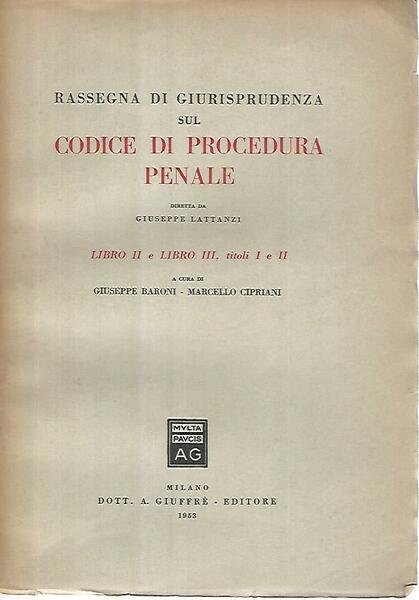 RASSEGNA DI GIURISPRUDENZA
SUL
CODICE DI PROCEDURA
PENALE
DIRETTA DA
GIUSEPPE LATTANZI
LIBRO II e LIBRO III, titoli I e II
A CURA DI
GIUSEPPE BARONI - MARCELLO CIPRIANI
MVLTA
PAVCIS
AG
MILANO
DOTT. A. GIUFFRÈ - EDITORE
1953